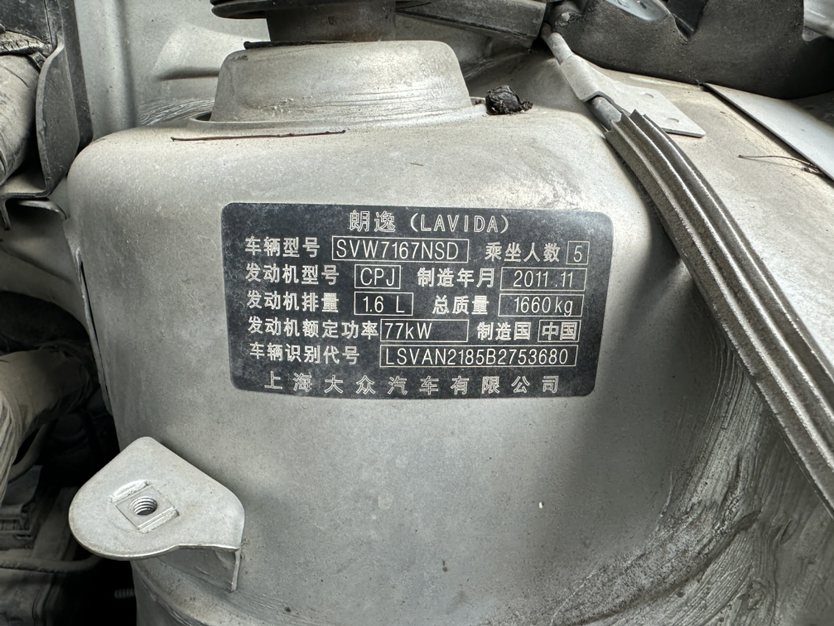 朗逸（LAVIDA）
车辆型号 SVW7167NSD 乘坐人数 5
发动机型号 CPJ 制造年月 2011.11
发动机排量 1.6 L 总质量 1660kg
发动机额定功率 77kW 制造国 中国
车辆识别代号 LSVAN2185B2753680
上海大众汽车有限公司